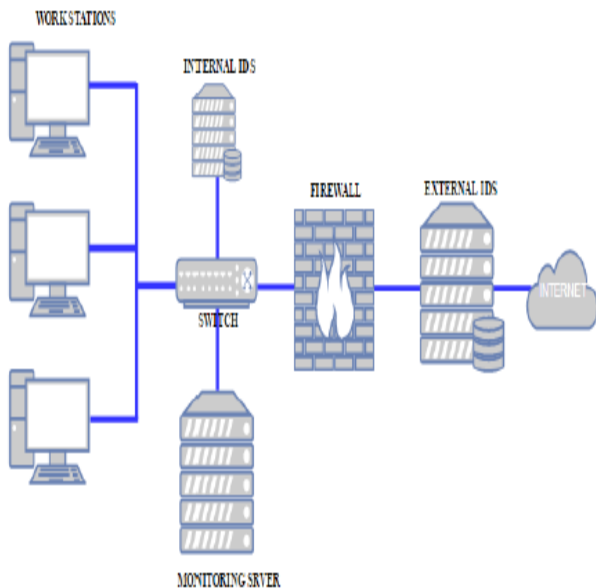 WORKSTATIONS
INTERNAL IDS
FIREWALL
EXTERNAL IDS
INTERNET
SWITCH
MONITORING SRVER